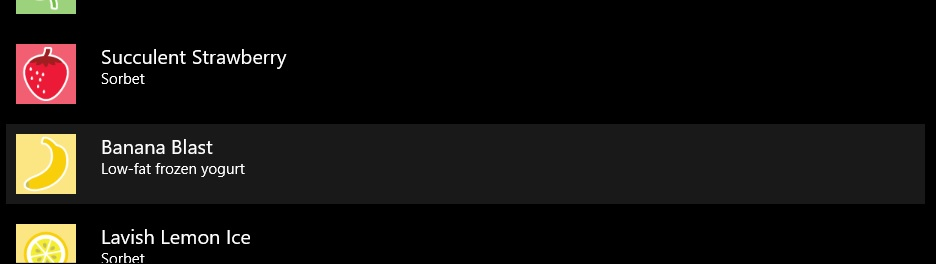 Succulent Strawberry
Sorbet
Banana Blast
Low-fat frozen yogurt
Lavish Lemon Ice
Sorbet